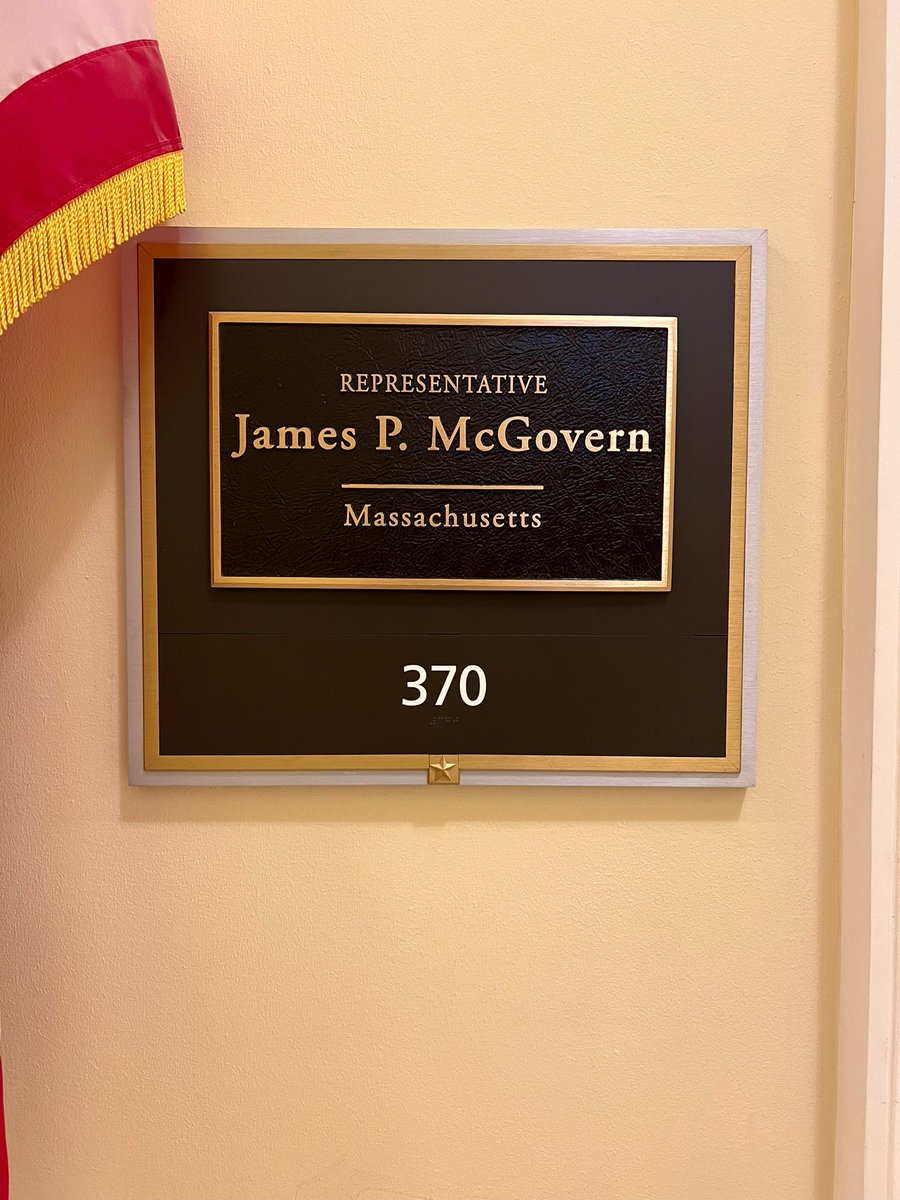 REPRESENTATIVE
James P. McGovern
Massachusetts
370